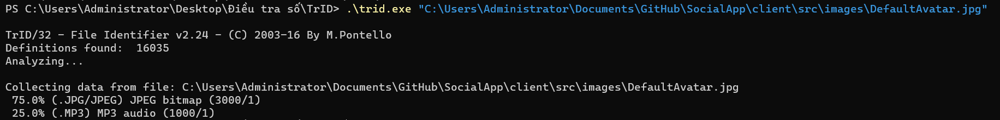 PS C:\Users\Administrator\Desktop\Điều tra số\TrID> .\trid.exe "C:\Users\Administrator\Documents\GitHub\SocialApp\client\src\images\DefaultAvatar.jpg"
TrID/32 - File Identifier v2.24 - (C) 2003-16 By M.Pontello
Definitions found:  16035
Analyzing...
Collecting data from file: C:\Users\Administrator\Documents\GitHub\SocialApp\client\src\images\DefaultAvatar.jpg
 75.0% (.JPG/JPEG) JPEG bitmap (3000/1)
 25.0% (.MP3) MP3 audio (1000/1)